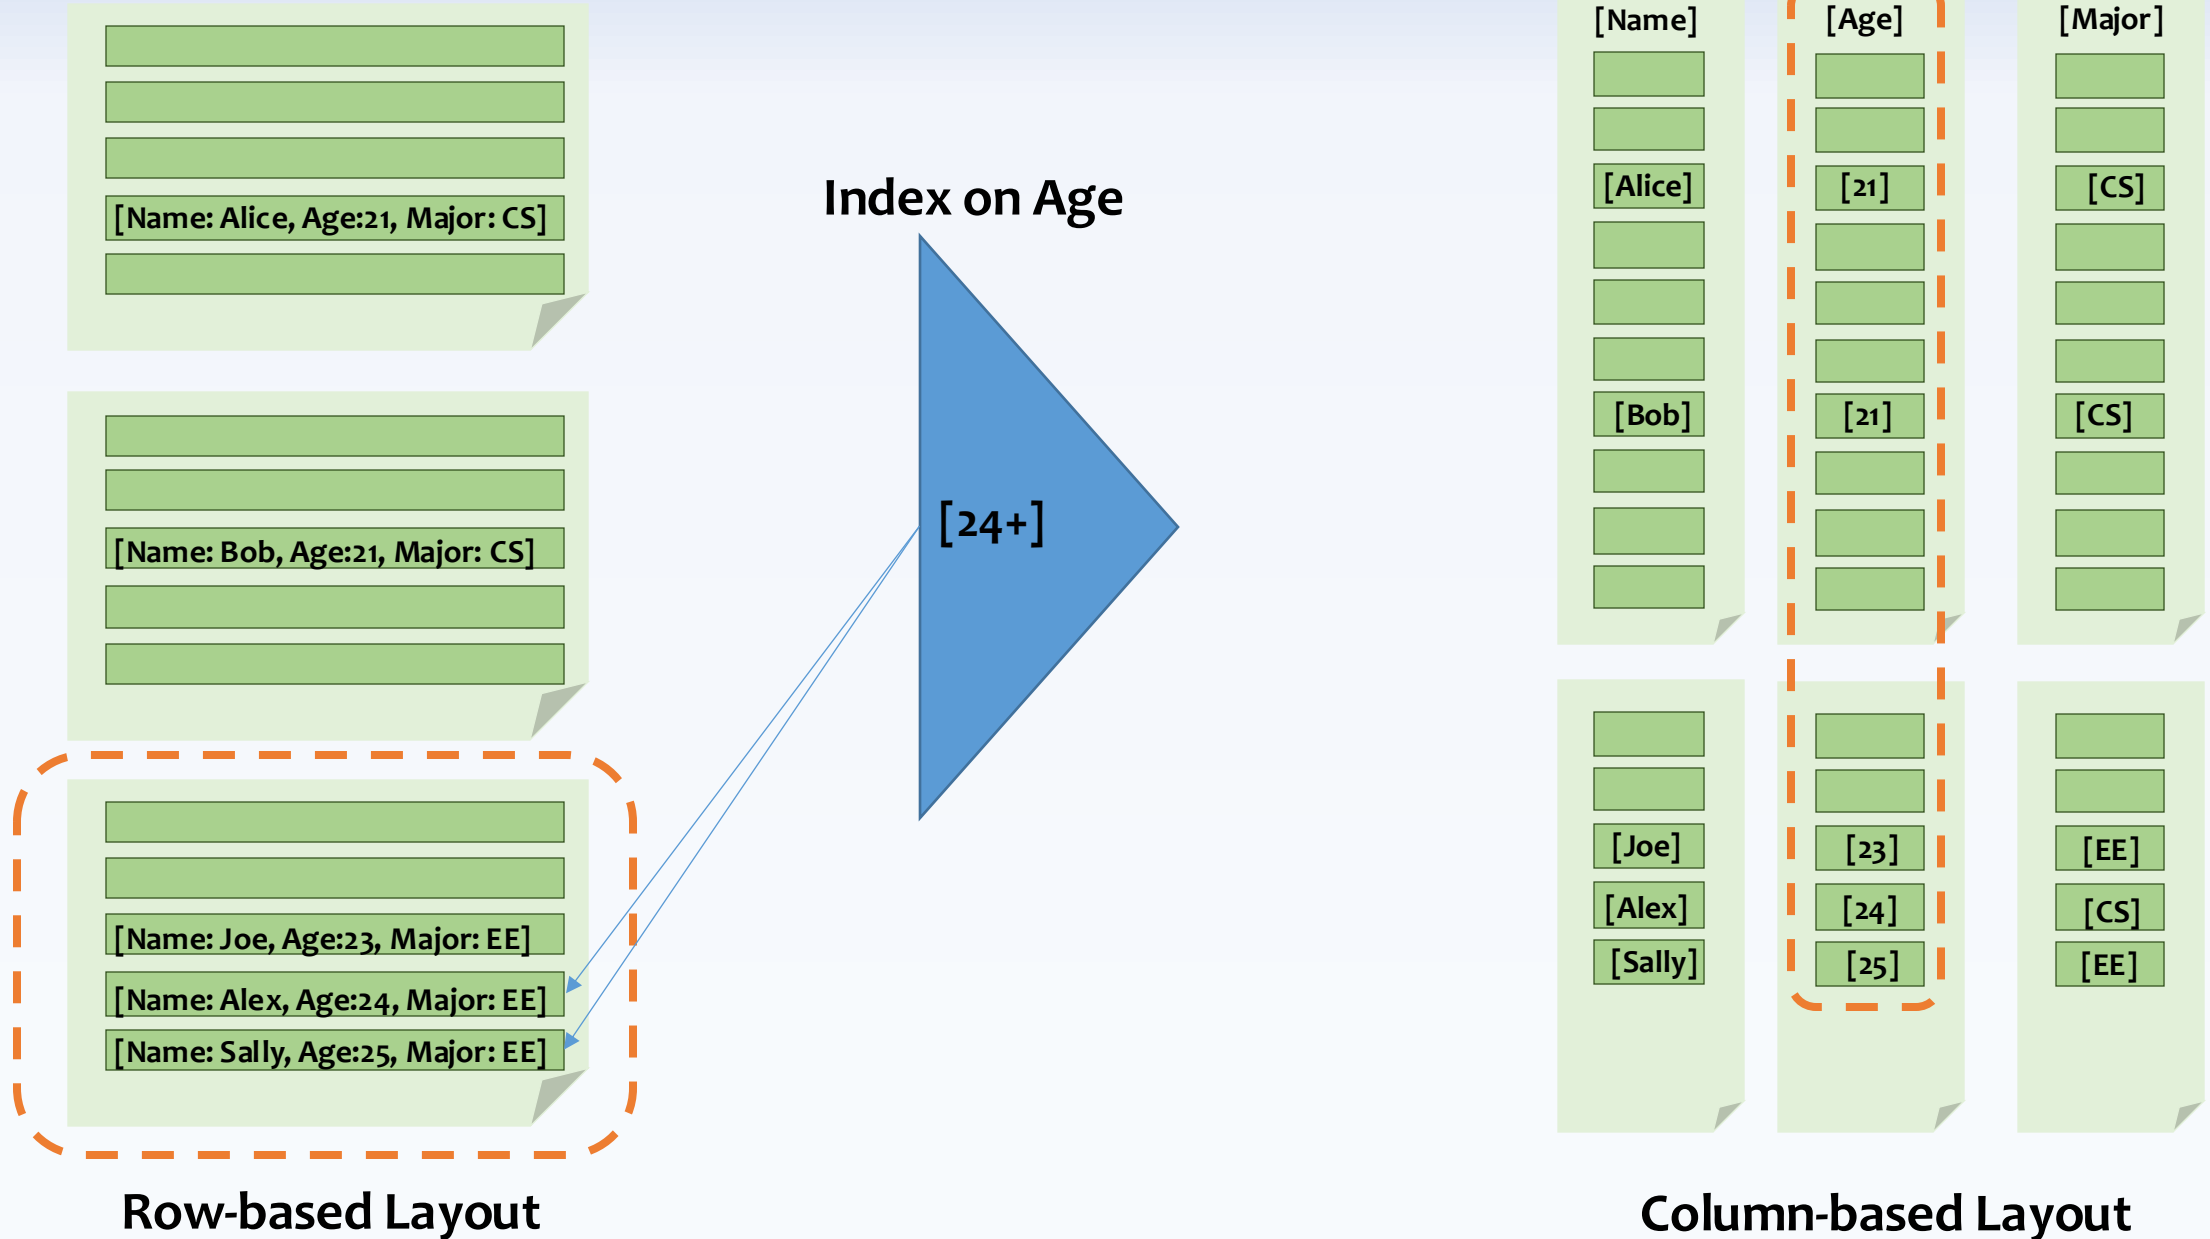 [Name: Alice, Age:21, Major: CS]
[Name: Bob, Age:21, Major: CS]
[Name: Joe, Age:23, Major: EE]
[Name: Alex, Age:24, Major: EE]
[Name: Sally, Age:25, Major: EE]
Row-based Layout
Index on Age
[24+]
[Name] [Age] [Major]
[Alice] [21] [CS]
[Bob] [21] [CS]
[Joe] [23] [EE]
[Alex] [24] [CS]
[Sally] [25] [EE]
Column-based Layout